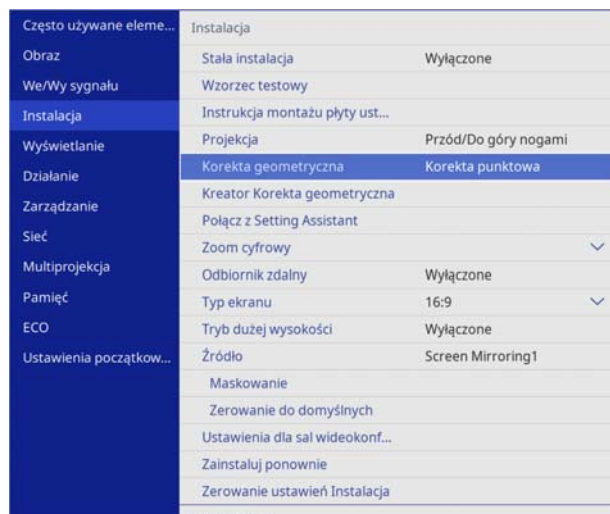 Często używane eleme...
Obraz
We/Wy sygnału
Instalacja
Wyświetlanie
Działanie
Zarządzanie
Sieć
Multiprojekcja
Pamięć
ECO
Ustawienia początkow...
Instalacja
Stała instalacja Wyłączone
Wzorzec testowy
Instrukcja montażu płyty ust...
Projekcja Przód/Do góry nogami
Korekta geometryczna Korekta punktowa
Kreator Korekta geometryczna
Połącz z Setting Assistant
Zoom cyfrowy
Odbiornik zdalny Wyłączone
Typ ekranu 16:9
Tryb dużej wysokości Wyłączone
Źródło Screen Mirroring1
Maskowanie
Zerowanie do domyślnych
Ustawienia dla sal wideokonf...
Zainstaluj ponownie
Zerowanie ustawień Instalacja